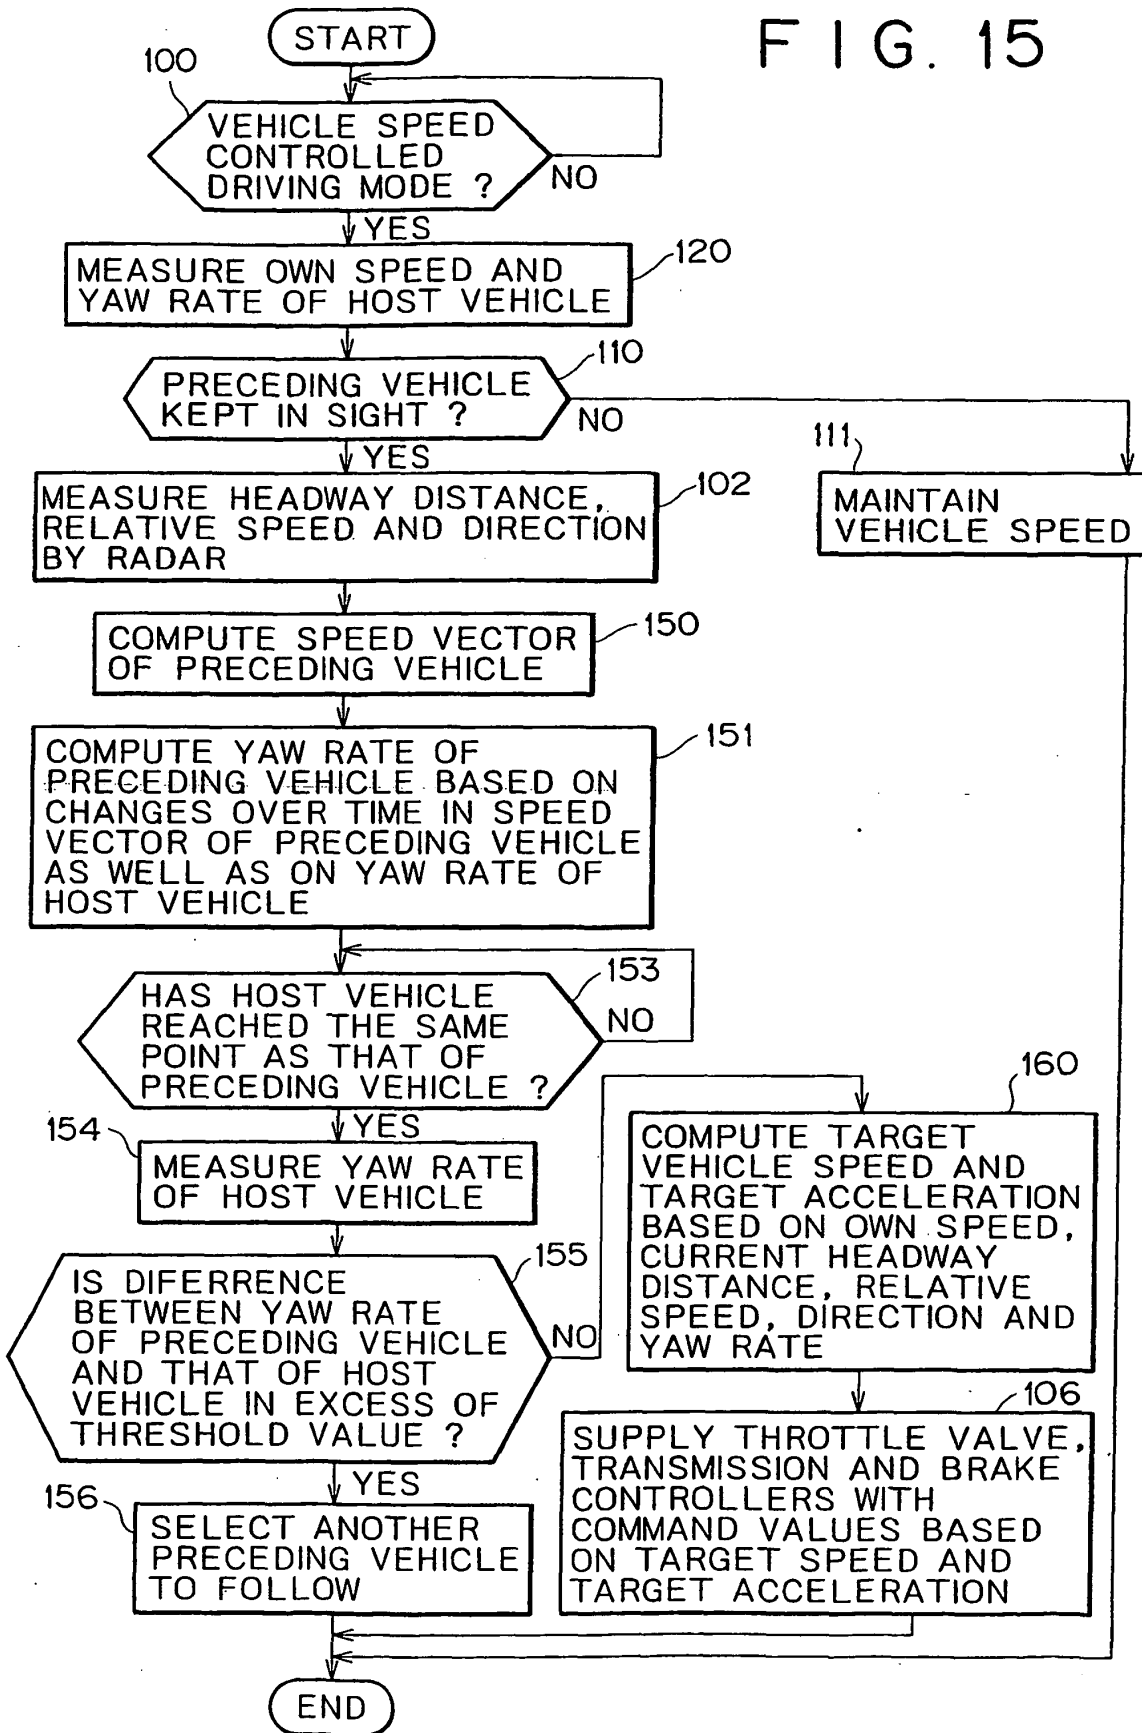 FIG. 15
START
100
VEHICLE SPEED
CONTROLLED
DRIVING MODE ?
NO
YES
120
MEASURE OWN SPEED AND
YAW RATE OF HOST VEHICLE
110
PRECEDING VEHICLE
KEPT IN SIGHT ?
NO
YES
111
MAINTAIN
VEHICLE SPEED
102
MEASURE HEADWAY DISTANCE,
RELATIVE SPEED AND DIRECTION
BY RADAR
150
COMPUTE SPEED VECTOR
OF PRECEDING VEHICLE
151
COMPUTE YAW RATE OF
PRECEDING VEHICLE BASED ON
CHANGES OVER TIME IN SPEED
VECTOR OF PRECEDING VEHICLE
AS WELL AS ON YAW RATE OF
HOST VEHICLE
153
HAS HOST VEHICLE
REACHED THE SAME
POINT AS THAT OF
PRECEDING VEHICLE ?
NO
YES
154
MEASURE YAW RATE
OF HOST VEHICLE
155
IS DIFERRENCE
BETWEEN YAW RATE
OF PRECEDING VEHICLE
AND THAT OF HOST
VEHICLE IN EXCESS OF
THRESHOLD VALUE ?
NO
YES
156
SELECT ANOTHER
PRECEDING VEHICLE
TO FOLLOW
160
COMPUTE TARGET
VEHICLE SPEED AND
TARGET ACCELERATION
BASED ON OWN SPEED,
CURRENT HEADWAY
DISTANCE, RELATIVE
SPEED, DIRECTION AND
YAW RATE
106
SUPPLY THROTTLE VALVE,
TRANSMISSION AND BRAKE
CONTROLLERS WITH
COMMAND VALUES BASED
ON TARGET SPEED AND
TARGET ACCELERATION
END